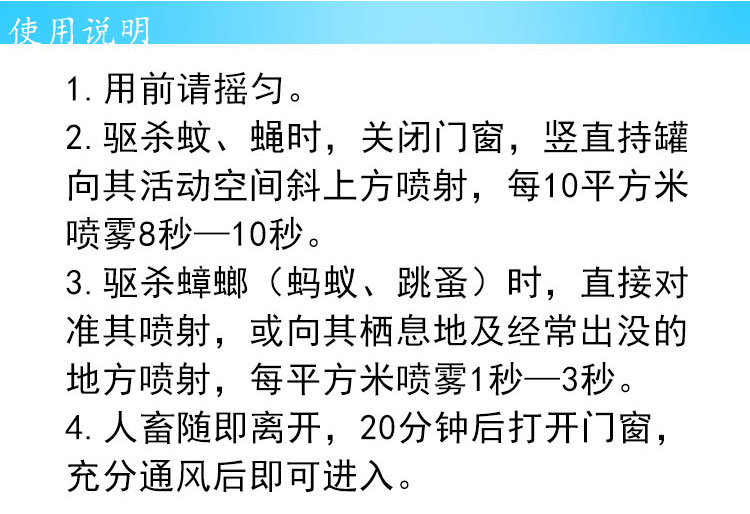 使用说明
1.用前请摇匀。
2.驱杀蚊、蝇时，关闭门窗，竖直持罐
向其活动空间斜上方喷射，每10平方米
喷雾8秒—10秒。
3.驱杀蟑螂（蚂蚁、跳蚤）时，直接对
准其喷射，或向其栖息地及经常出没的
地方喷射，每平方米喷雾1秒—3秒。
4.人畜随即离开，20分钟后打开门窗，
充分通风后即可进入。